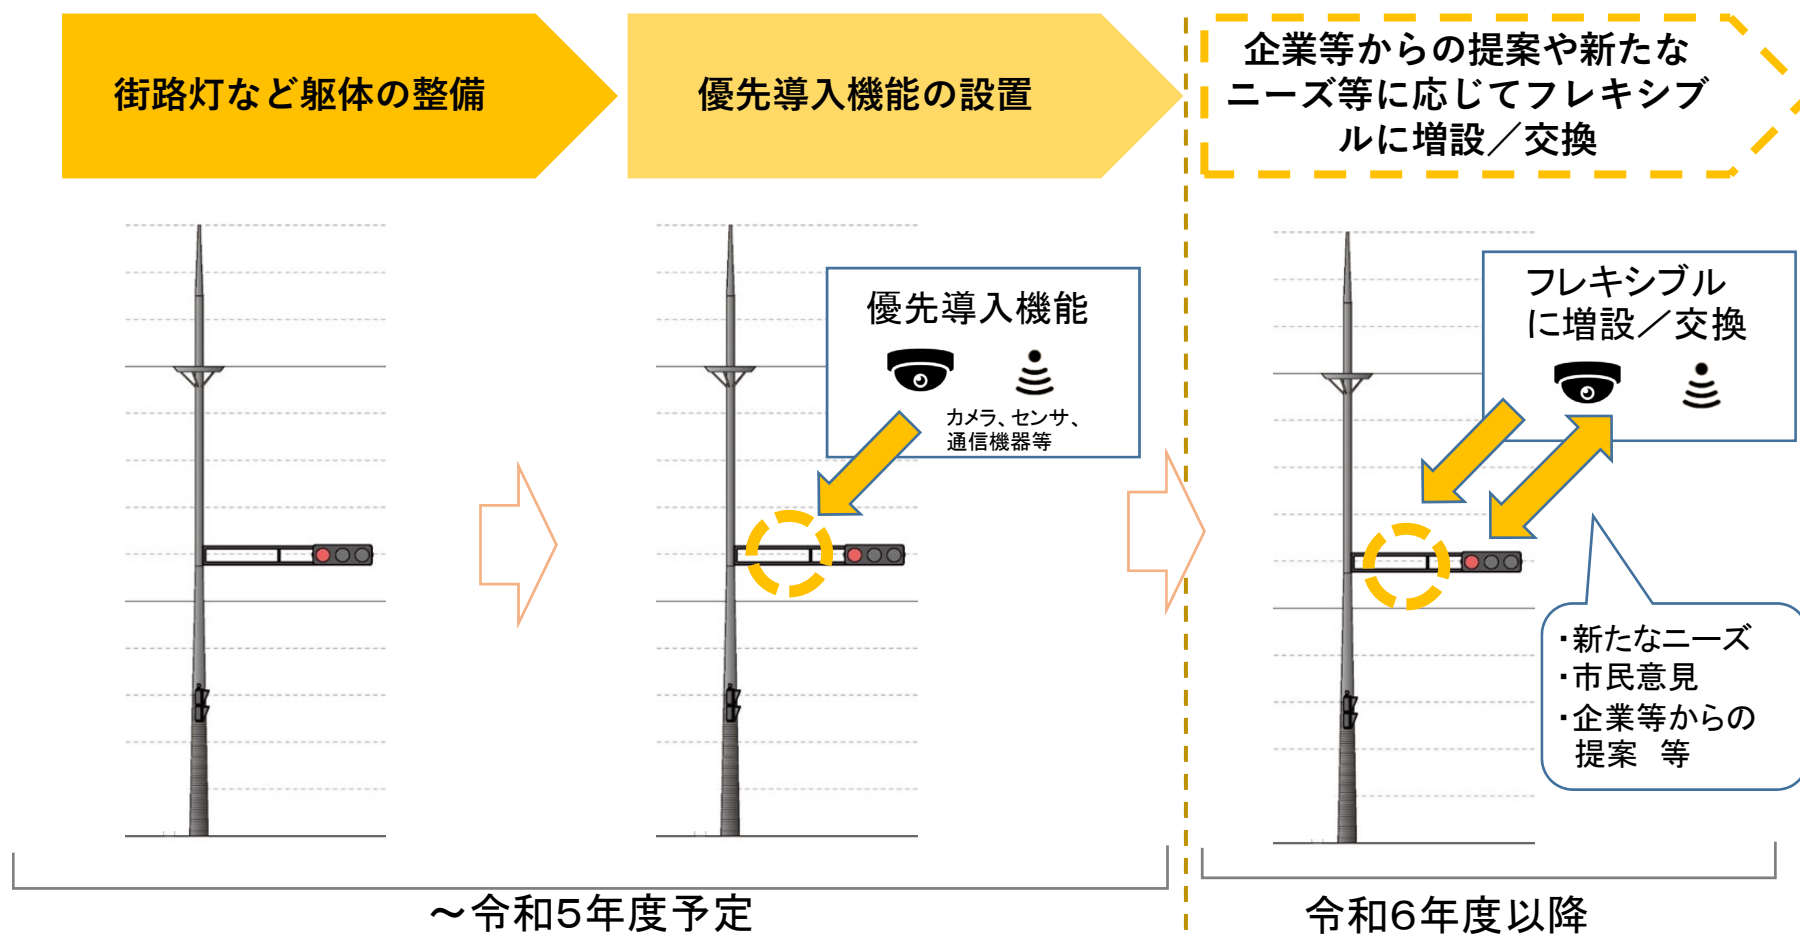 街路灯など躯体の整備
優先導入機能の設置
企業等からの提案や新たな
ニーズ等に応じてフレキシブ
ルに増設／交換
優先導入機能
カメラ、センサ、
通信機器等
フレキシブル
に増設／交換
・新たなニーズ
・市民意見
・企業等からの
提案　等
～令和5年度予定
令和6年度以降